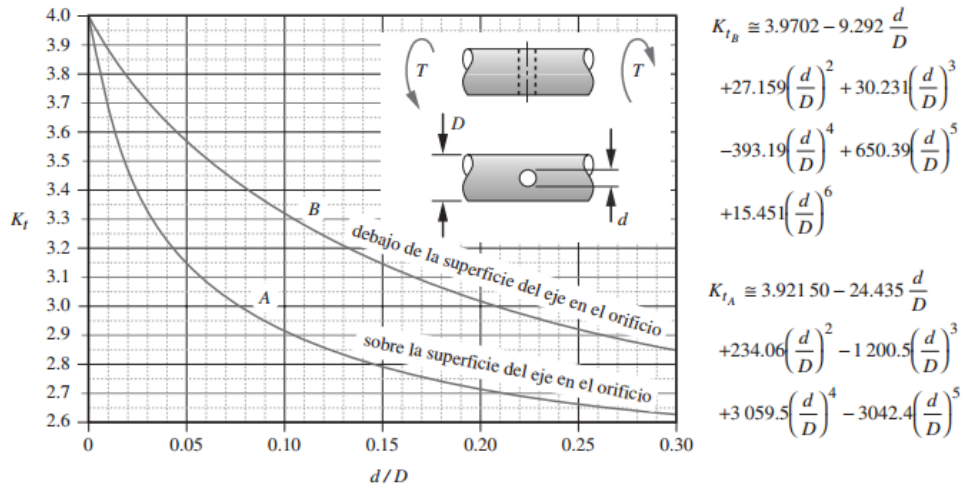 4.0
3.9
3.8
3.7
3.6
3.5
3.4
K_t 3.3
3.2
3.1
3.0
2.9
2.8
2.7
2.6
0 0.05 0.10 0.15 0.20 0.25 0.30
d / D
T T
D
d
B
debajo de la superficie del eje en el orificio
A
sobre la superficie del eje en el orificio
K_{t_B} ≅ 3.9702 − 9.292 d/D
+27.159(d/D)^2 + 30.231(d/D)^3
−393.19(d/D)^4 + 650.39(d/D)^5
+15.451(d/D)^6
K_{t_A} ≅ 3.921 50 − 24.435 d/D
+234.06(d/D)^2 − 1 200.5(d/D)^3
+3 059.5(d/D)^4 − 3042.4(d/D)^5